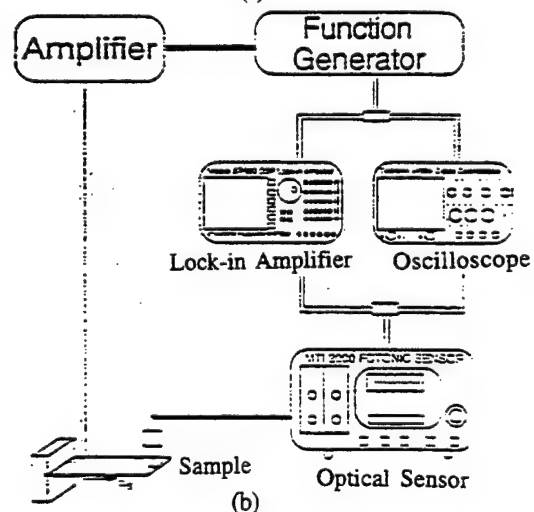 Amplifier
Function
Generator
Lock-in Amplifier
Oscilloscope
MTI 2000 FOTONIC SENSOR
Sample
Optical Sensor
(b)